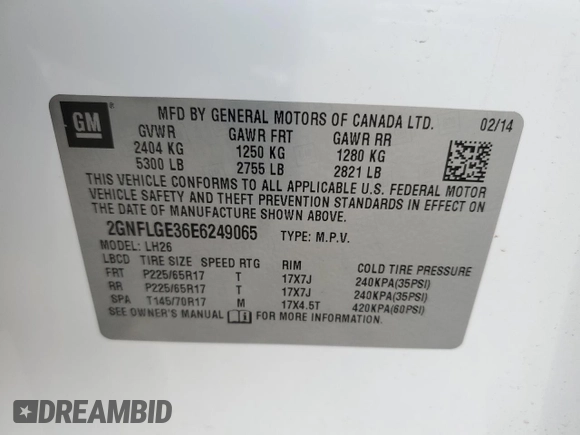 GM
MFD BY GENERAL MOTORS OF CANADA LTD. 02/14
GVWR GAWR FRT GAWR RR
2404 KG 1250 KG 1280 KG
5300 LB 2755 LB 2821 LB
THIS VEHICLE CONFORMS TO ALL APPLICABLE U.S. FEDERAL MOTOR
VEHICLE SAFETY AND THEFT PREVENTION STANDARDS IN EFFECT ON
THE DATE OF MANUFACTURE SHOWN ABOVE.
2GNFLGE36E6249065 TYPE: M.P.V.
MODEL: LH26
LBCD TIRE SIZE SPEED RTG RIM COLD TIRE PRESSURE
FRT P225/65R17 T 17X7J 240KPA(35PSI)
RR P225/65R17 T 17X7J 240KPA(35PSI)
SPA T145/70R17 M 17X4.5T 420KPA(60PSI)
SEE OWNER'S MANUAL FOR MORE INFORMATION.
DREAMBID